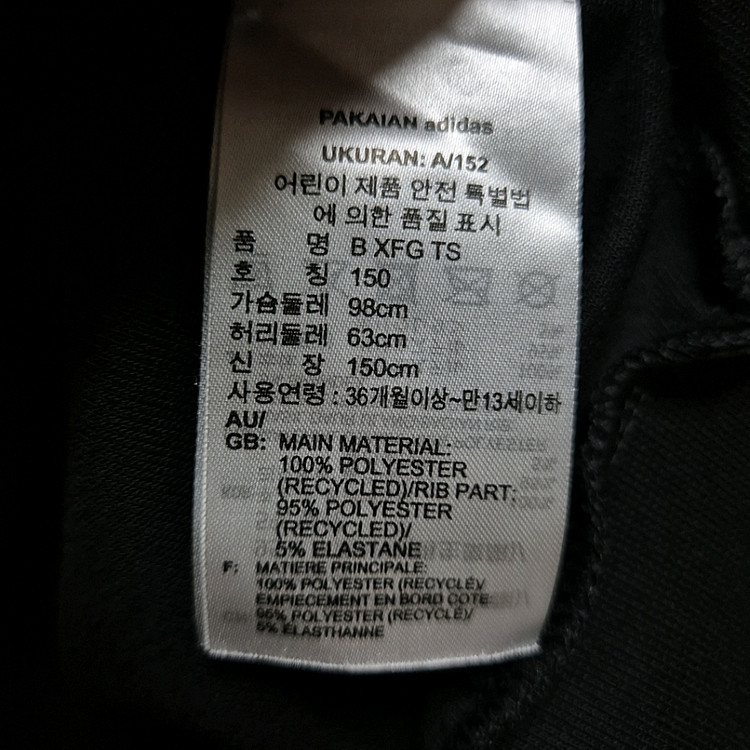 PAKAIAN adidas
UKURAN: A/152
어린이 제품 안전 특별법
에 의한 품질 표시
품 명 B XFG TS
호 칭 150
가슴둘레 98cm
허리둘레 63cm
신 장 150cm
사용연령 : 36개월이상~만13세이하
AU/
GB: MAIN MATERIAL:
100% POLYESTER
(RECYCLED)/RIB PART:
95% POLYESTER
(RECYCLED)/
5% ELASTANE
F: MATIERE PRINCIPALE:
100% POLYESTER (RECYCLÉ)/
EMPIECEMENT EN BORD COTE:
95% POLYESTER (RECYCLÉ)/
5% ÉLASTHANNE